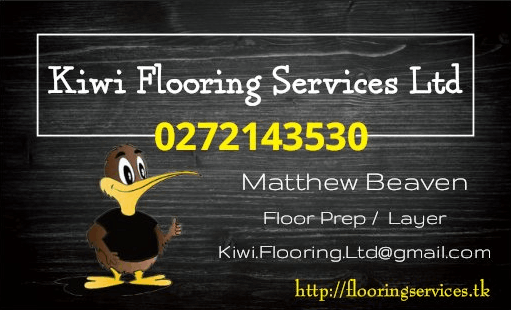 Kiwi Flooring Services Ltd
0272143530
Matthew Beaven
Floor Prep / Layer
Kiwi.Flooring.Ltd@gmail.com
http://flooringservices.tk